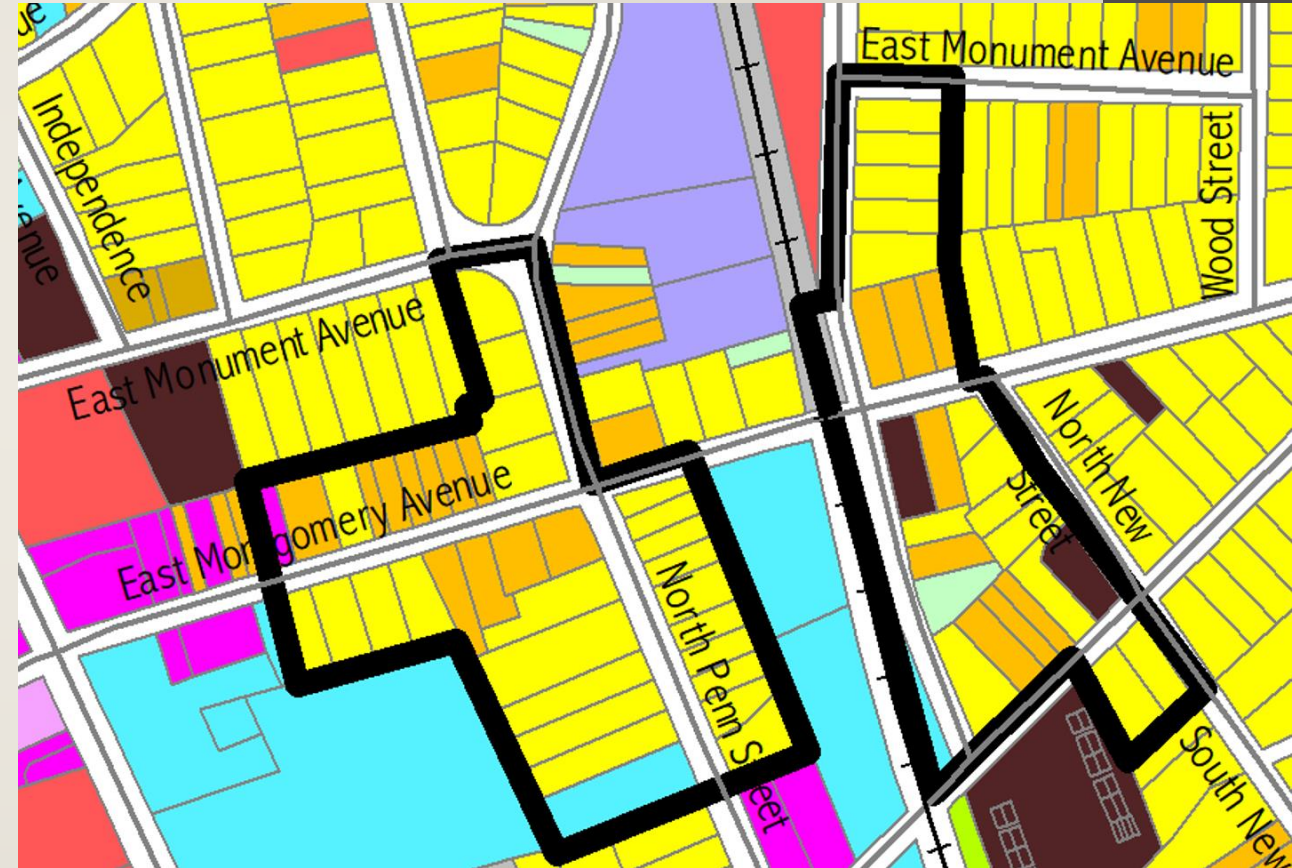 East Monument Avenue
Independence
enue
Wood Street
East Monument Avenue
North New
Street
East Montgomery Avenue
North Penn Street
South New